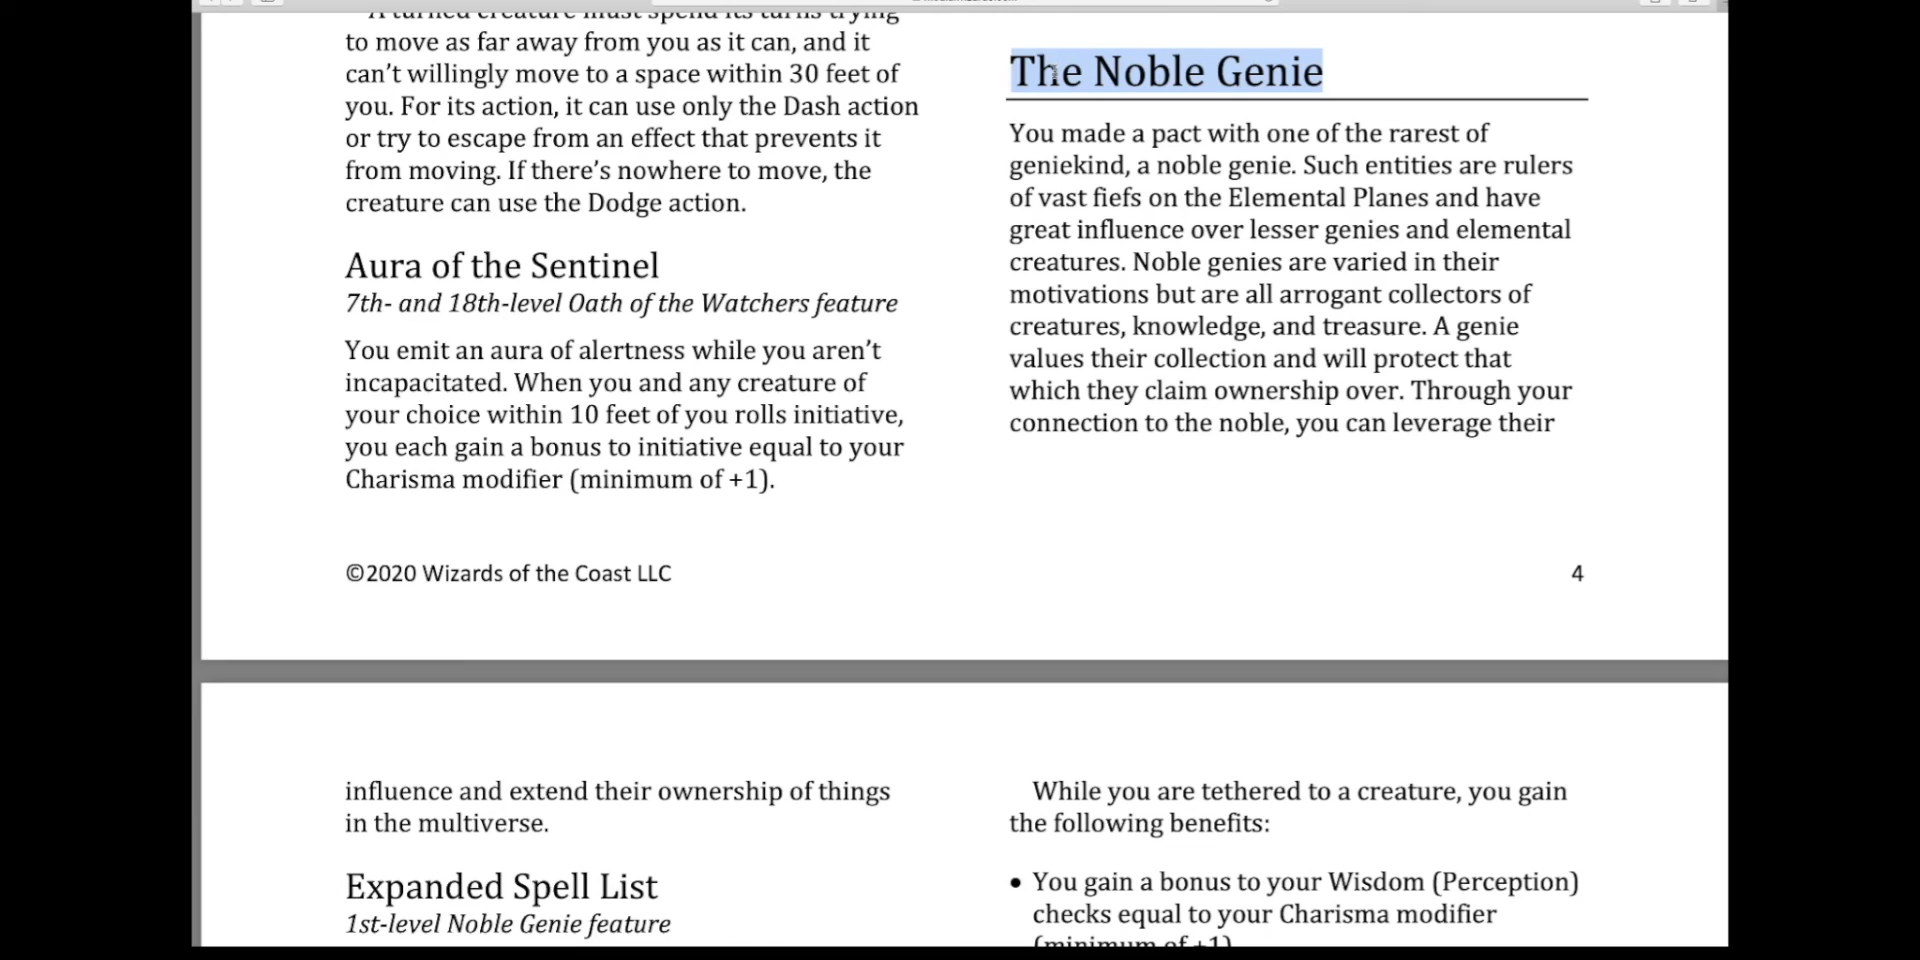 A turned creature must spend its turns trying
to move as far away from you as it can, and it
can’t willingly move to a space within 30 feet of
you. For its action, it can use only the Dash action
or try to escape from an effect that prevents it
from moving. If there’s nowhere to move, the
creature can use the Dodge action.
Aura of the Sentinel
7th- and 18th-level Oath of the Watchers feature
You emit an aura of alertness while you aren’t
incapacitated. When you and any creature of
your choice within 10 feet of you rolls initiative,
you each gain a bonus to initiative equal to your
Charisma modifier (minimum of +1).
The Noble Genie
You made a pact with one of the rarest of
geniekind, a noble genie. Such entities are rulers
of vast fiefs on the Elemental Planes and have
great influence over lesser genies and elemental
creatures. Noble genies are varied in their
motivations but are all arrogant collectors of
creatures, knowledge, and treasure. A genie
values their collection and will protect that
which they claim ownership over. Through your
connection to the noble, you can leverage their
©2020 Wizards of the Coast LLC
4
influence and extend their ownership of things
in the multiverse.
Expanded Spell List
1st-level Noble Genie feature
While you are tethered to a creature, you gain
the following benefits:
• You gain a bonus to your Wisdom (Perception)
checks equal to your Charisma modifier
(minimum of +1)